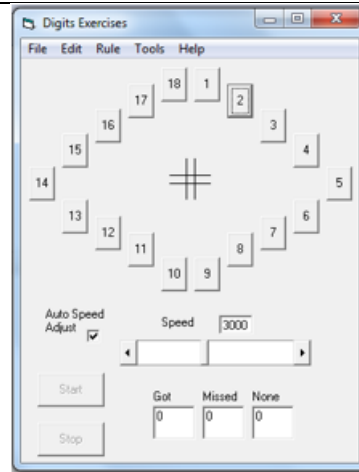 Digits Exercises
File Edit Rule Tools Help
18 1
17 2
16 3
15 4
14 5
13 6
12 7
11 8
10 9
Auto Speed
Adjust
Speed 3000
Start
Got Missed None
0 0 0
Stop